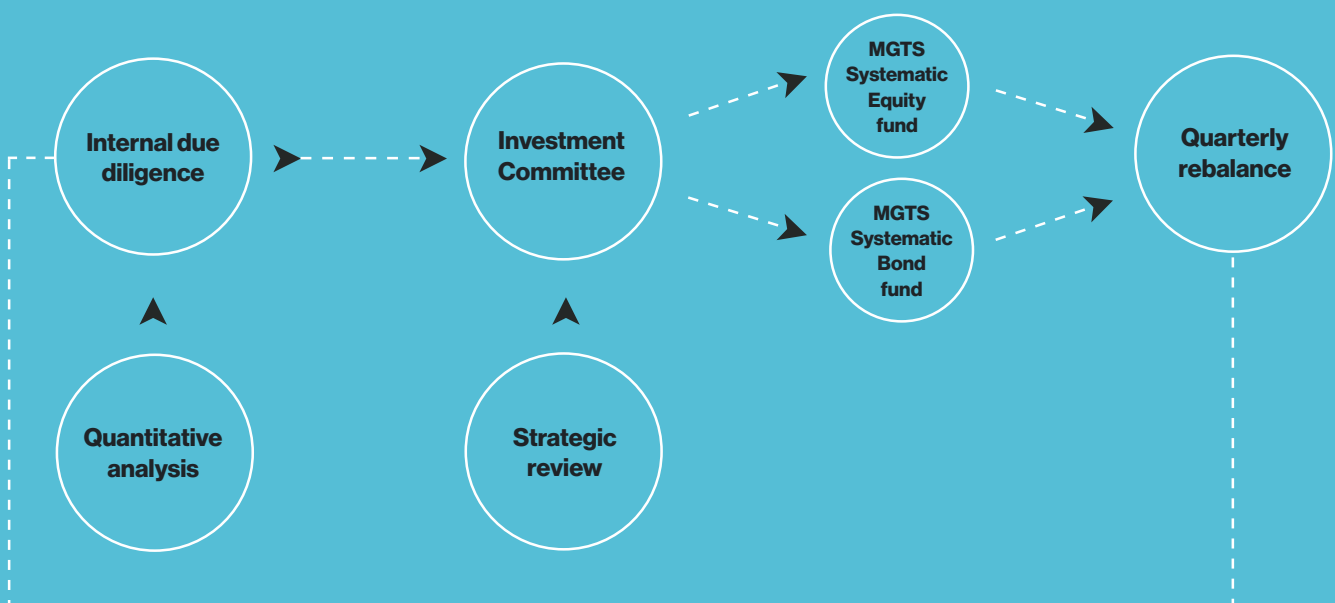 Internal due
diligence
Investment
Committee
MGTS
Systematic
Equity
fund
MGTS
Systematic
Bond
fund
Quarterly
rebalance
Quantitative
analysis
Strategic
review